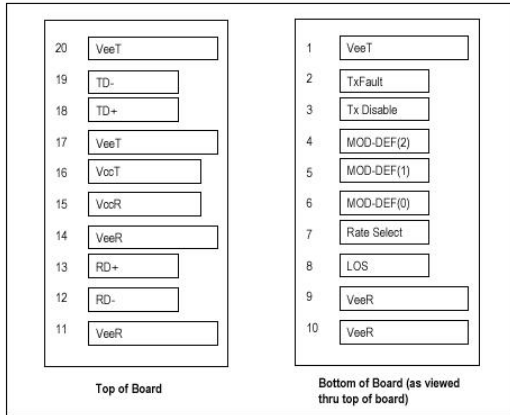 20 VeeT
19 TD-
18 TD+
17 VeeT
16 VccT
15 VccR
14 VeeR
13 RD+
12 RD-
11 VeeR
Top of Board
1 VeeT
2 TxFault
3 Tx Disable
4 MOD-DEF(2)
5 MOD-DEF(1)
6 MOD-DEF(0)
7 Rate Select
8 LOS
9 VeeR
10 VeeR
Bottom of Board (as viewed
thru top of board)